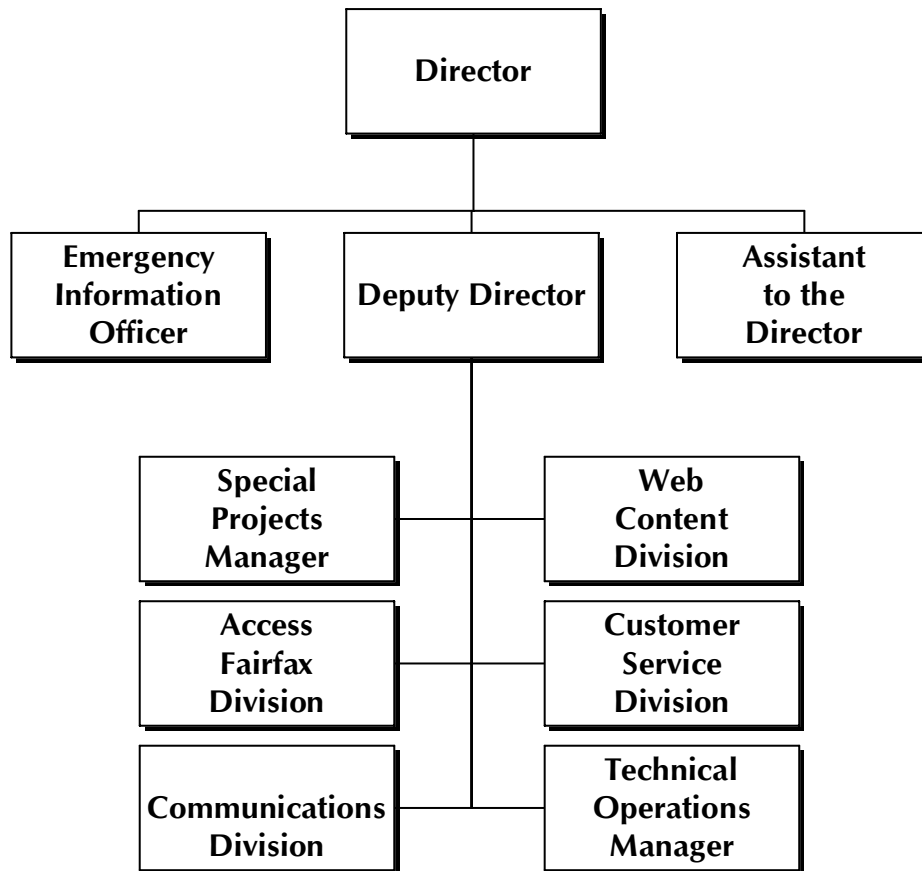 Director
Emergency
Information
Officer
Deputy Director
Assistant
to the
Director
Special
Projects
Manager
Web
Content
Division
Access
Fairfax
Division
Customer
Service
Division
Communications
Division
Technical
Operations
Manager